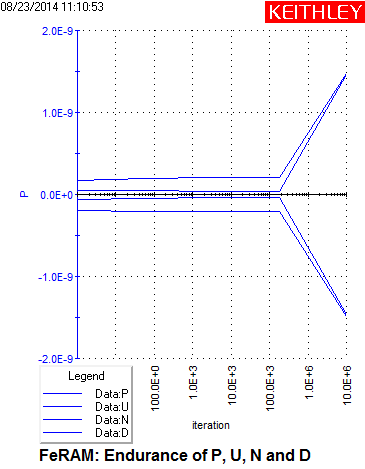 08/23/2014 11:10:53
KEITHLEY
2.0E-9
1.0E-9
P
0.0E+0
-1.0E-9
-2.0E-9
100.0E+0
1.0E+3
10.0E+3
100.0E+3
1.0E+6
10.0E+6
iteration
Legend
Data:P
Data:U
Data:N
Data:D
FeRAM: Endurance of P, U, N and D